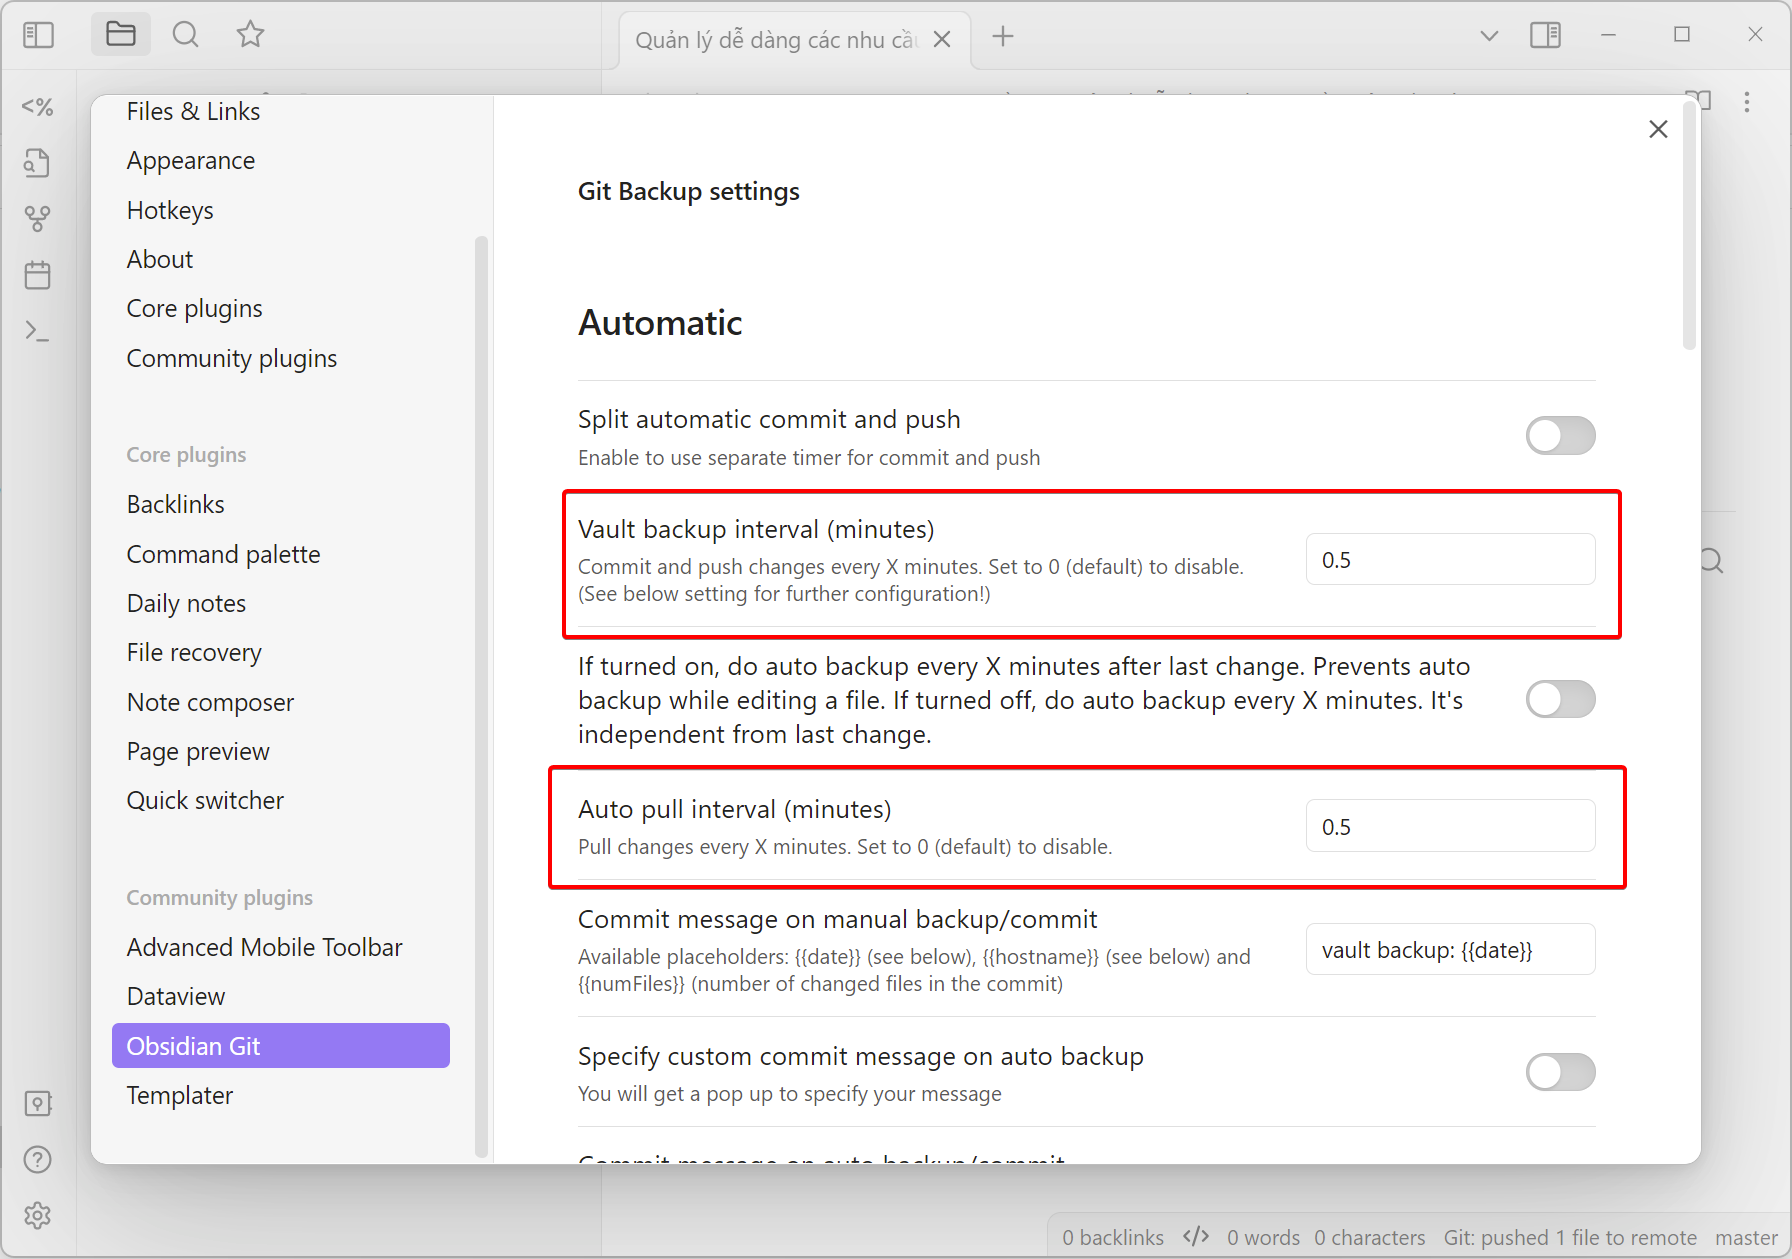 Quản lý dễ dàng các nhu cầu
Files & Links
Appearance
Hotkeys
About
Core plugins
Community plugins
Core plugins
Backlinks
Command palette
Daily notes
File recovery
Note composer
Page preview
Quick switcher
Community plugins
Advanced Mobile Toolbar
Dataview
Obsidian Git
Templater
Git Backup settings
Automatic
Split automatic commit and push
Enable to use separate timer for commit and push
Vault backup interval (minutes)
Commit and push changes every X minutes. Set to 0 (default) to disable.
(See below setting for further configuration!)
0.5
If turned on, do auto backup every X minutes after last change. Prevents auto
backup while editing a file. If turned off, do auto backup every X minutes. It's
independent from last change.
Auto pull interval (minutes)
Pull changes every X minutes. Set to 0 (default) to disable.
0.5
Commit message on manual backup/commit
Available placeholders: {{date}} (see below), {{hostname}} (see below) and
{{numFiles}} (number of changed files in the commit)
vault backup: {{date}}
Specify custom commit message on auto backup
You will get a pop up to specify your message
Commit message on auto backup/commit
0 backlinks </> 0 words 0 characters Git: pushed 1 file to remote master